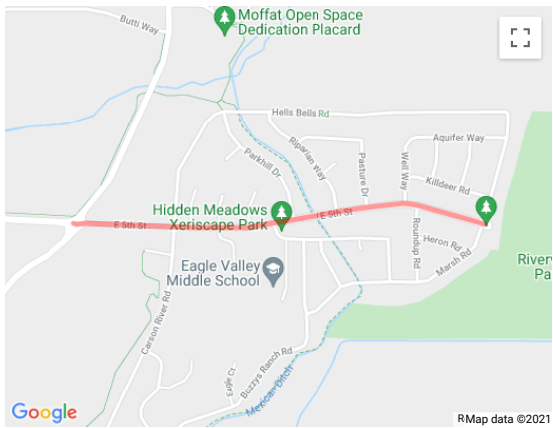 Moffat Open Space
Dedication Placard
Butti Way
Hells Bells Rd
Riparian Way
Aquifer Way
Parkhill Dr
Pasture Dr
Well Way
Killdeer Rd
Hidden Meadows
Xeriscape Park
E 5th St
E 5th St
Roundup Rd
Heron Rd
Marsh Rd
Eagle Valley
Middle School
Carson River Rd
Buzzys Ranch Rd
Eagle Ct
Mexican Ditch
Google
Map data ©2021